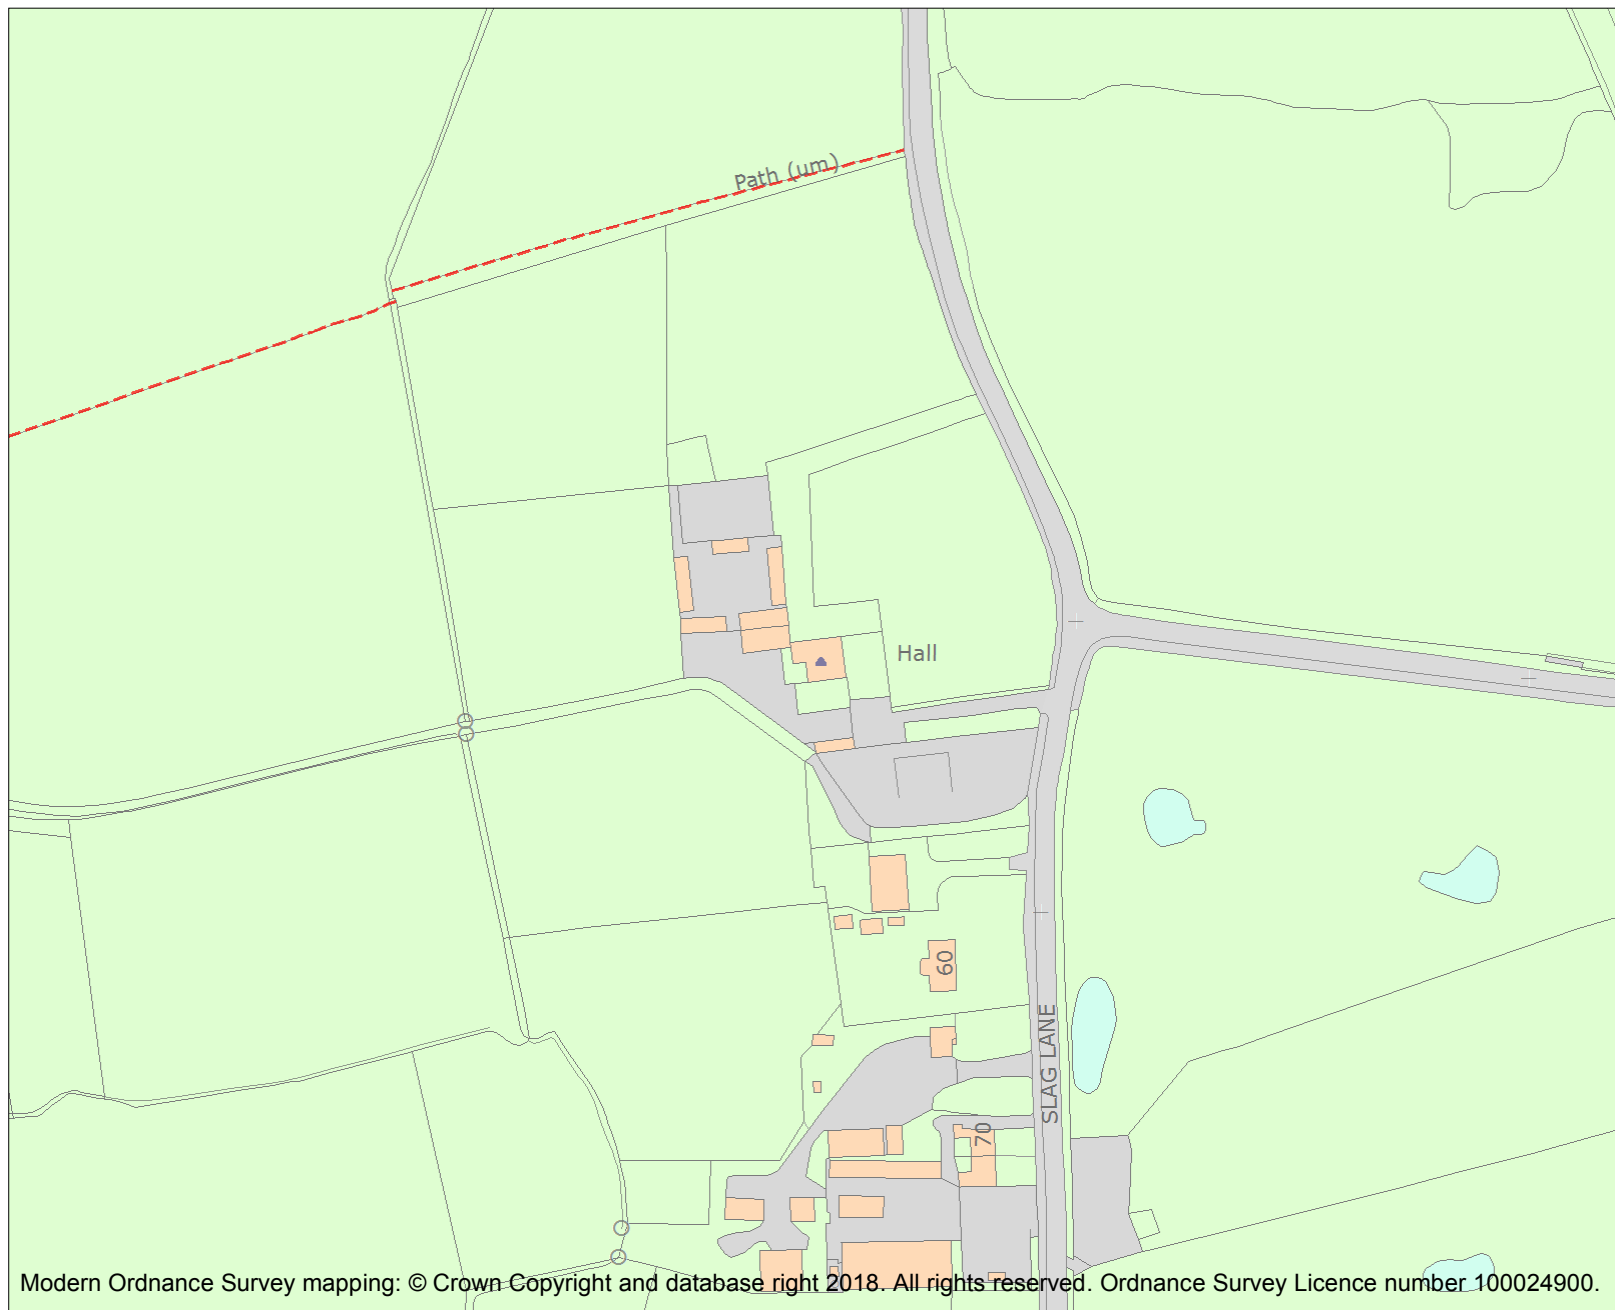 Path (um)
Hall
60
SLAG LANE
70
Modern Ordnance Survey mapping: © Crown Copyright and database right 2018. All rights reserved. Ordnance Survey Licence number 100024900.